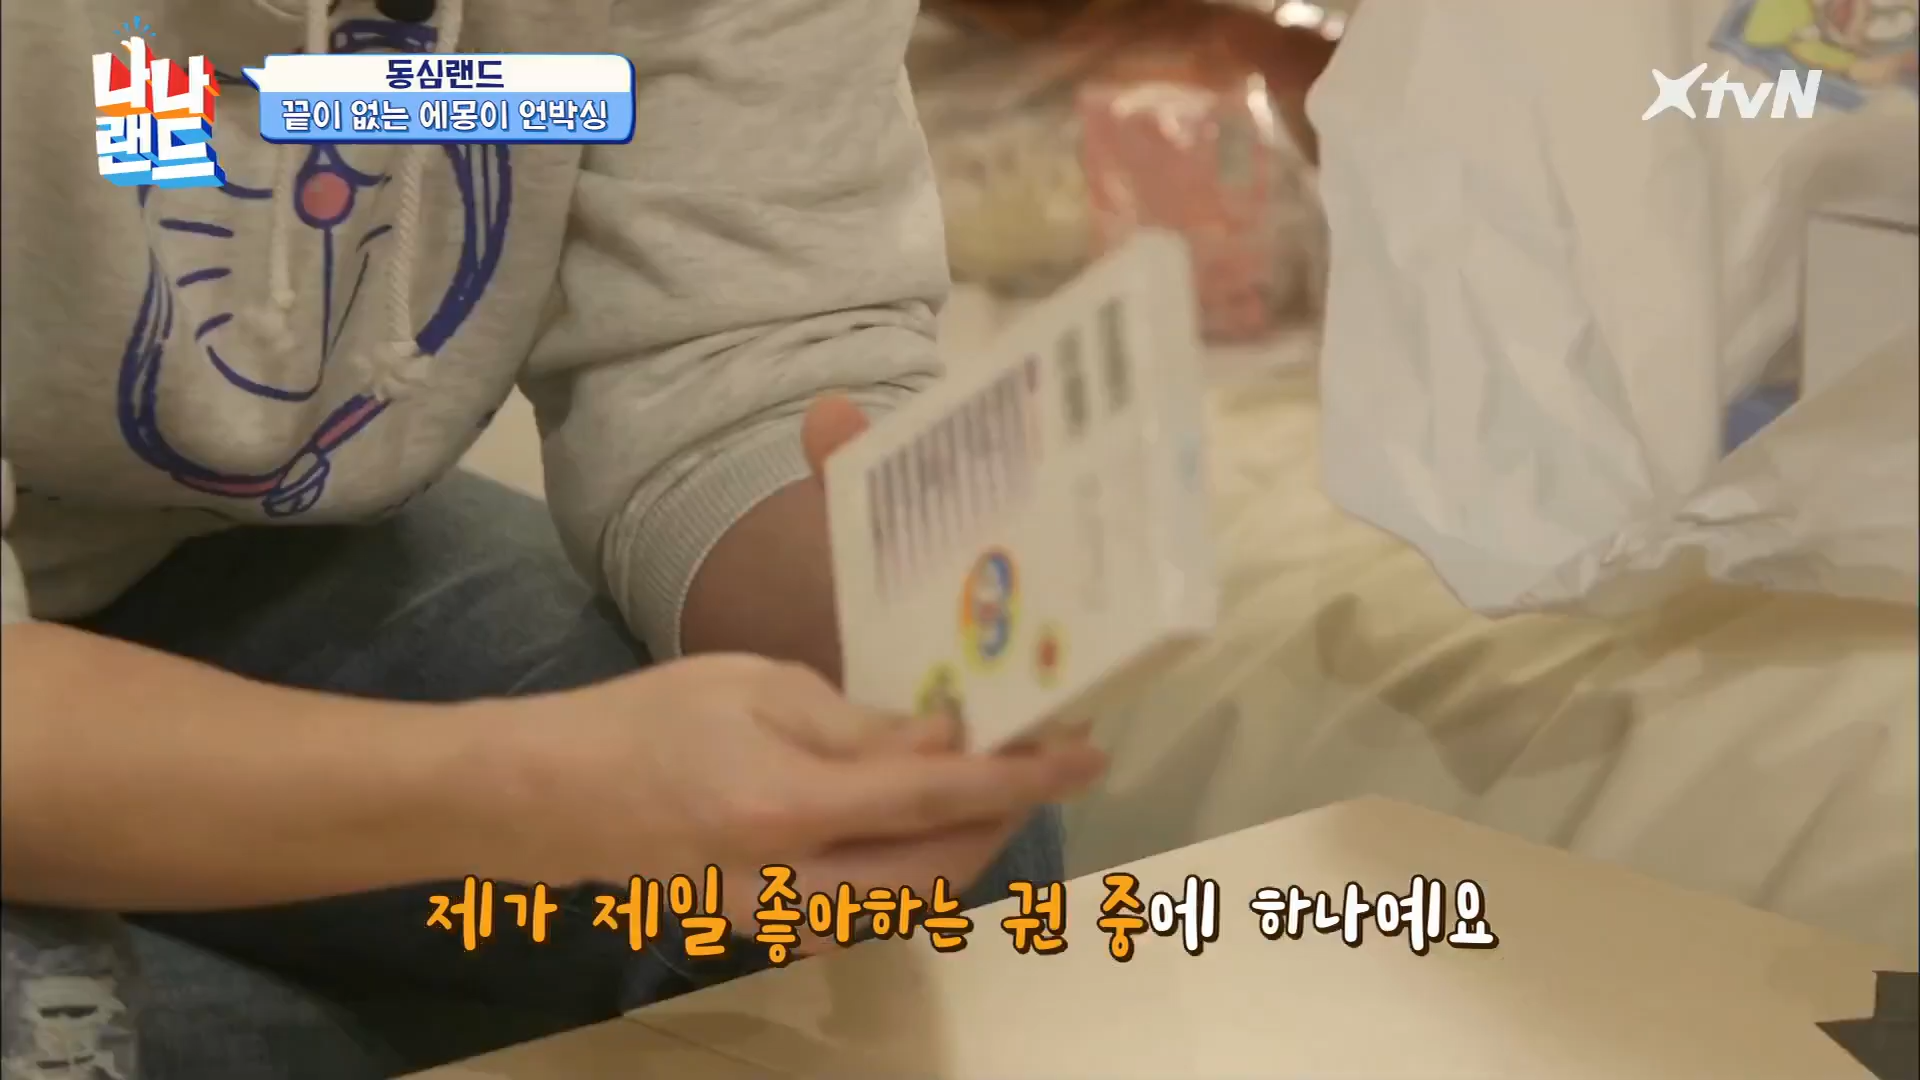 나나랜드
동심랜드
끝이 없는 에몽이 언박싱
XtvN
제가 제일 좋아하는 권 중에 하나예요